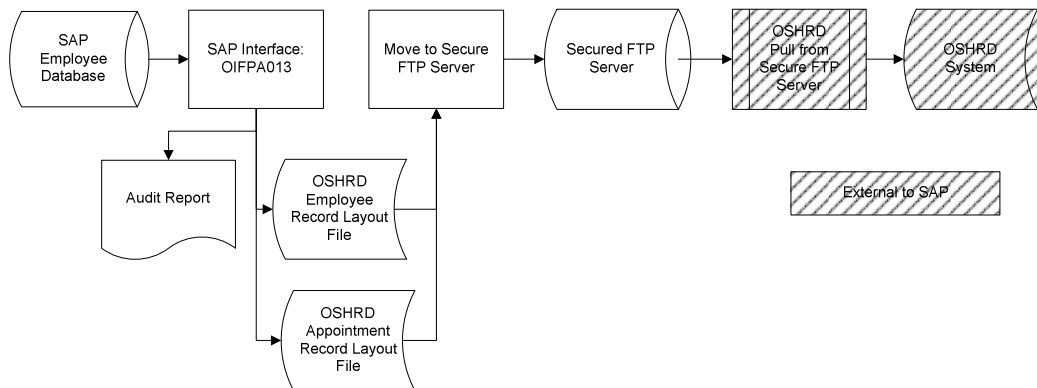 SAP
Employee
Database
SAP Interface:
OIFPA013
Move to Secure
FTP Server
Secured FTP
Server
OSHRD
Pull from
Secure FTP
Server
OSHRD
System
Audit Report
OSHRD
Employee
Record Layout
File
External to SAP
OSHRD
Appointment
Record Layout
File